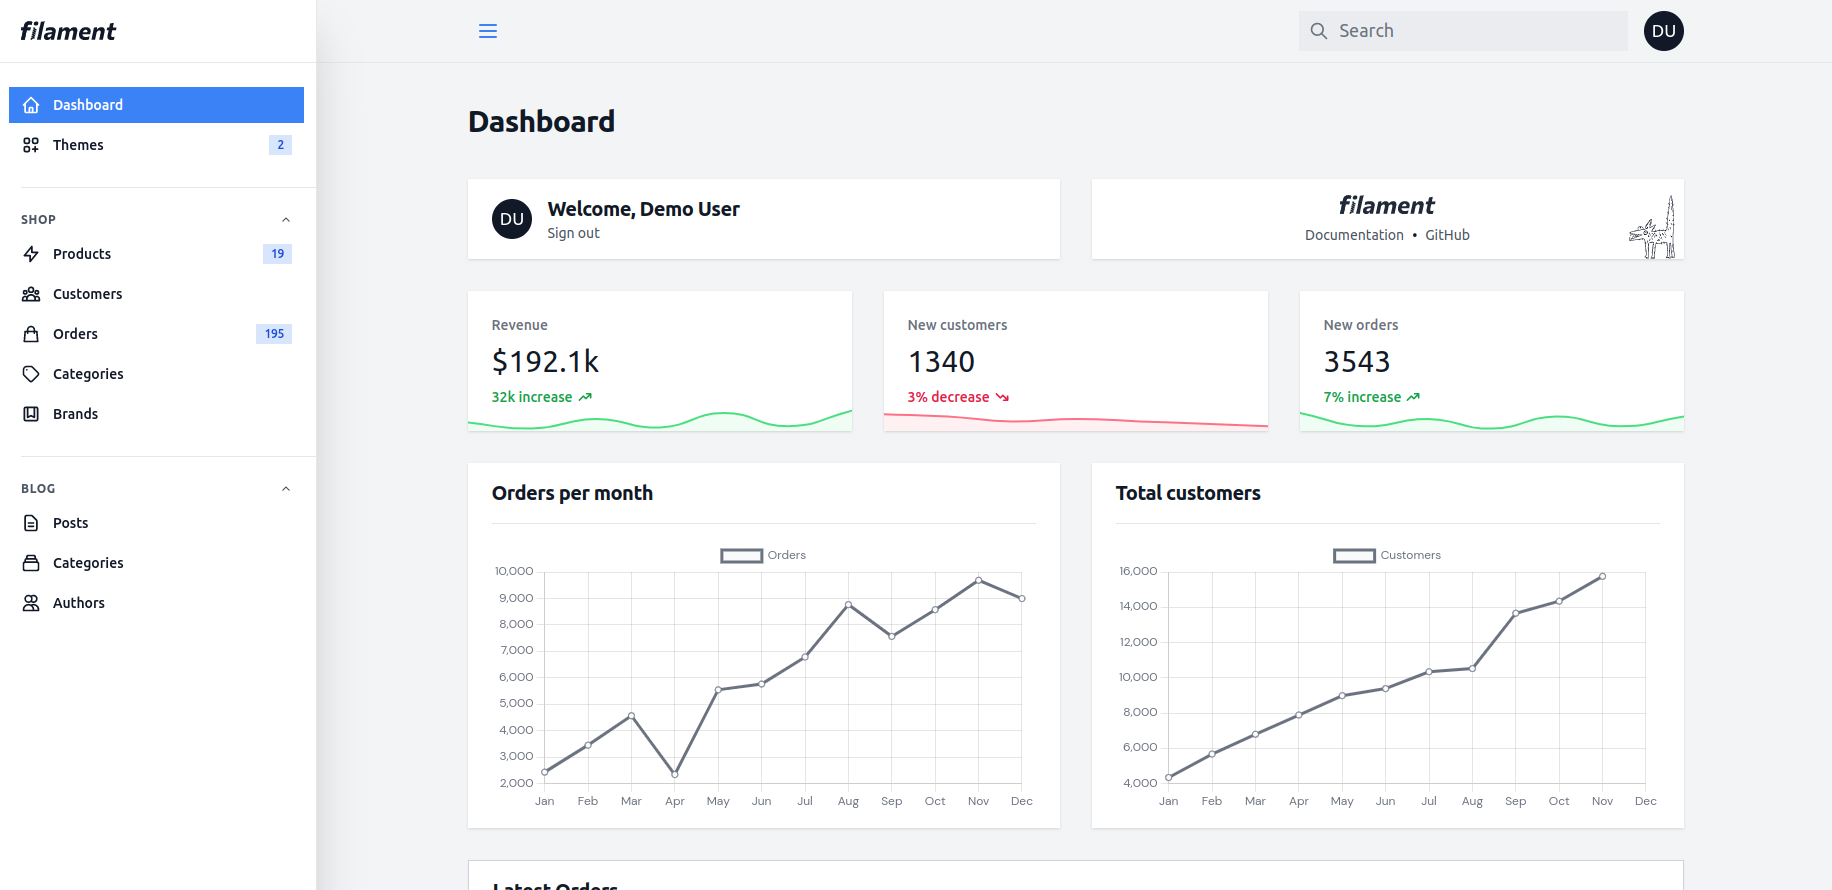 filament
Search
DU
Dashboard
Themes
2
SHOP
Products
19
Customers
Orders
195
Categories
Brands
BLOG
Posts
Categories
Authors
Dashboard
DU
Welcome, Demo User
Sign out
filament
Documentation • GitHub
Revenue
$192.1k
32k increase
New customers
1340
3% decrease
New orders
3543
7% increase
Orders per month
Orders
10,000
9,000
8,000
7,000
6,000
5,000
4,000
3,000
2,000
Jan Feb Mar Apr May Jun Jul Aug Sep Oct Nov Dec
Total customers
Customers
16,000
14,000
12,000
10,000
8,000
6,000
4,000
Jan Feb Mar Apr May Jun Jul Aug Sep Oct Nov Dec
Latest Orders